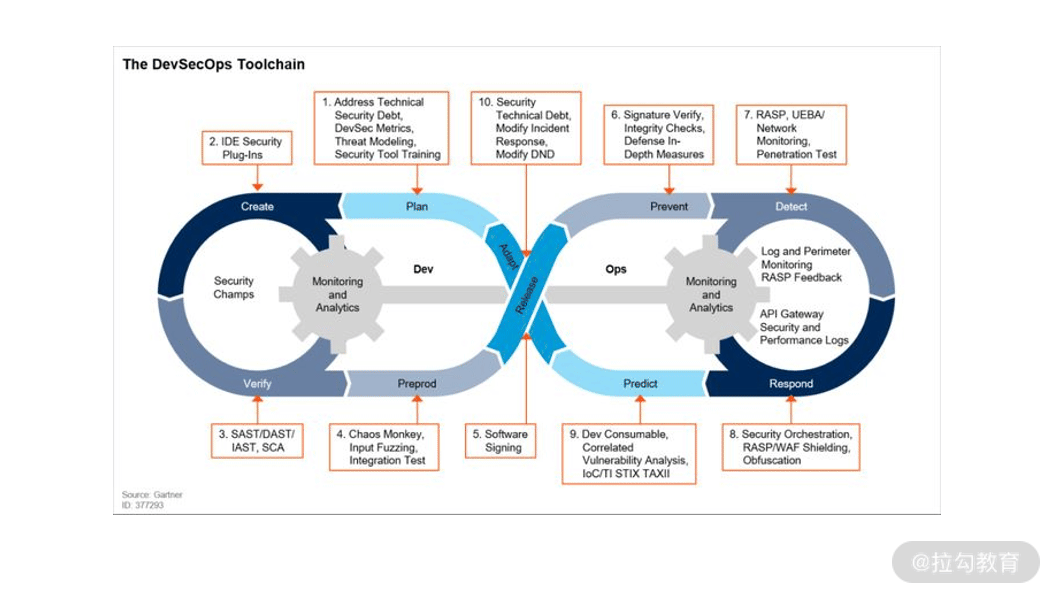 The DevSecOps Toolchain
1. Address Technical
Security Debt,
DevSec Metrics,
Threat Modeling,
Security Tool Training
10. Security
Technical Debt,
Modify Incident
Response,
Modify DND
6. Signature Verify,
Integrity Checks,
Defense In-
Depth Measures
7. RASP, UEBA/
Network
Monitoring,
Penetration Test
2. IDE Security
Plug-Ins
Create
Plan
Prevent
Detect
Adapt
Release
Security
Champs
Monitoring
and
Analytics
Dev
Ops
Monitoring
and
Analytics
Log and Perimeter
Monitoring
RASP Feedback
API Gateway
Security and
Performance Logs
Verify
Preprod
Predict
Respond
3. SAST/DAST/
IAST, SCA
4. Chaos Monkey,
Input Fuzzing,
Integration Test
5. Software
Signing
9. Dev Consumable,
Correlated
Vulnerability Analysis,
IoC/TI STIX TAXII
8. Security Orchestration,
RASP/WAF Shielding,
Obfuscation
Source: Gartner
ID: 377293
@拉勾教育